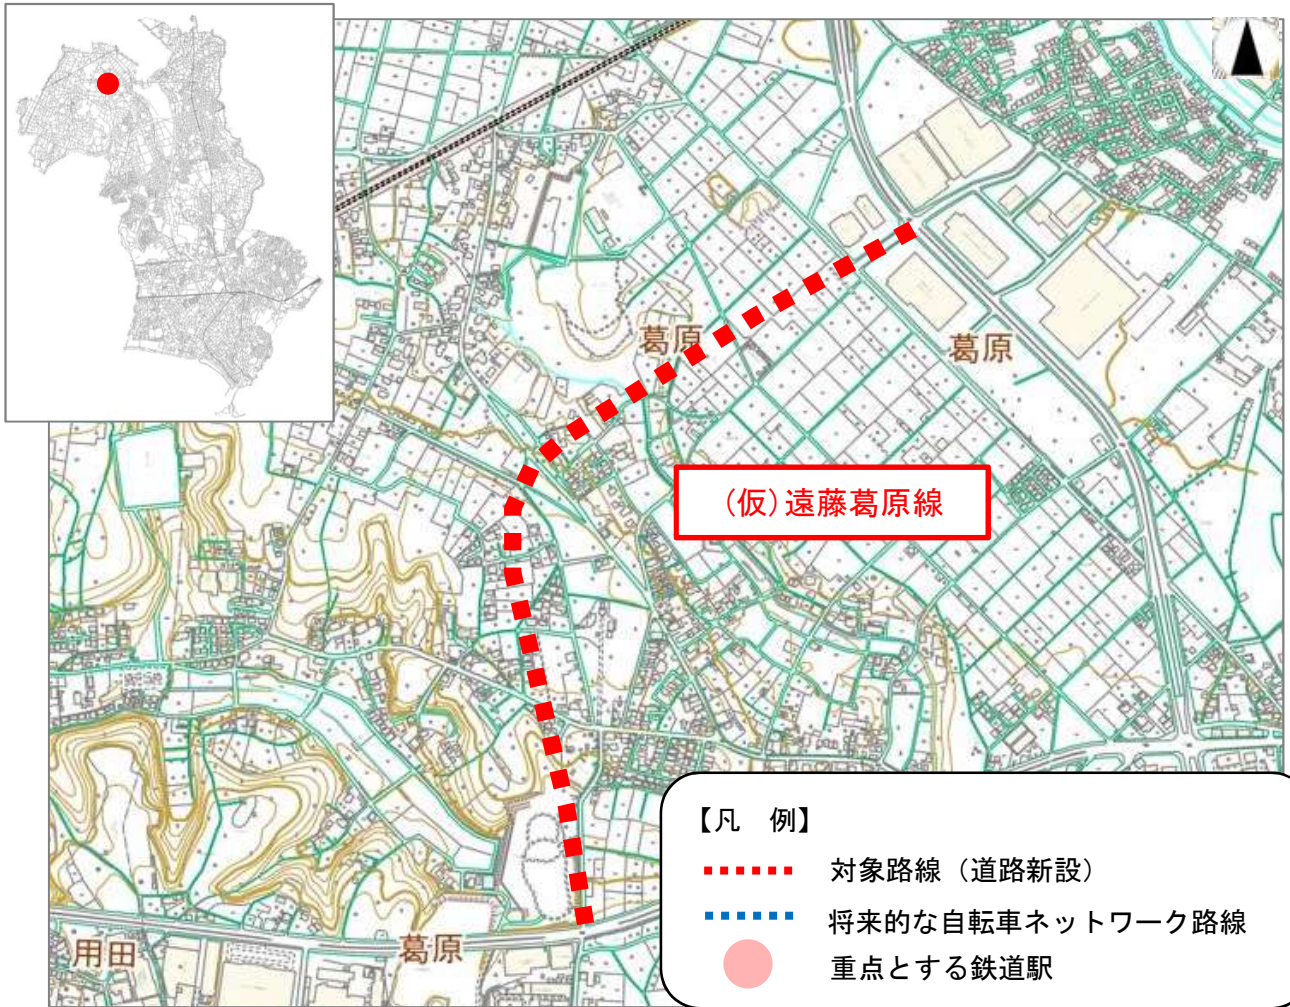 葛原
葛原
(仮)遠藤葛原線
用田
葛原
【凡　例】
対象路線（道路新設）
将来的な自転車ネットワーク路線
重点とする鉄道駅